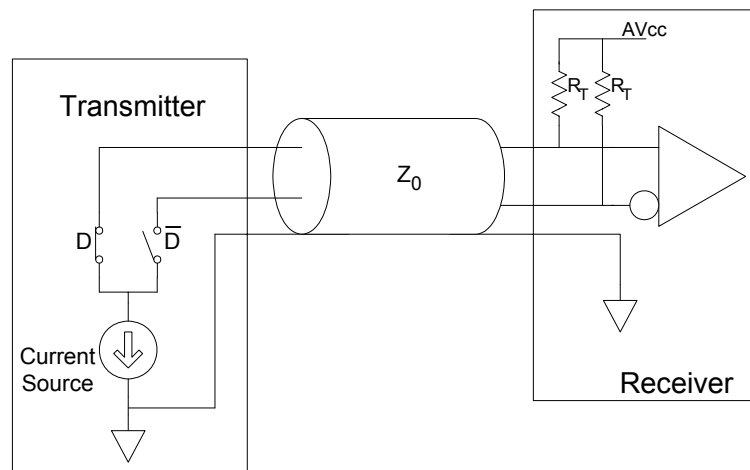 AVcc
Transmitter
R_T R_T
Z_0
D D̅
Current
Source
Receiver